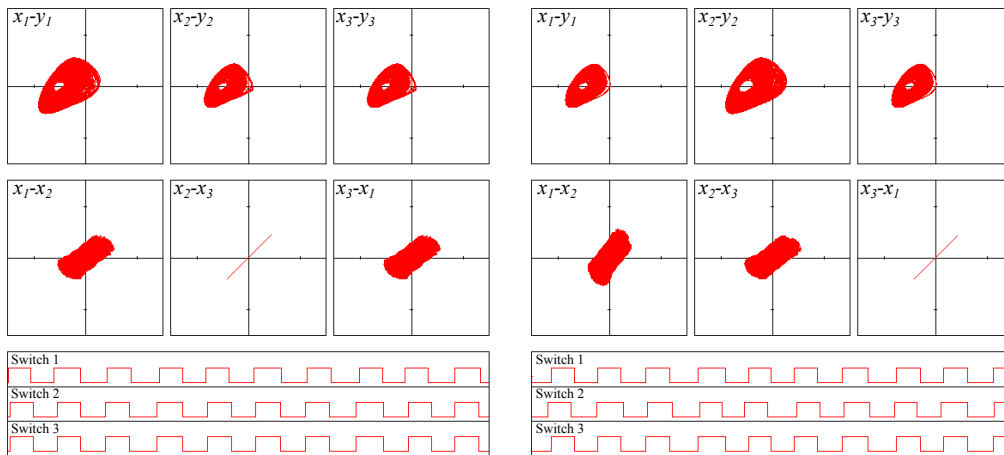 x₁-y₁ x₂-y₂ x₃-y₃ x₁-y₁ x₂-y₂ x₃-y₃
x₁-x₂ x₂-x₃ x₃-x₁ x₁-x₂ x₂-x₃ x₃-x₁
Switch 1 Switch 1
Switch 2 Switch 2
Switch 3 Switch 3